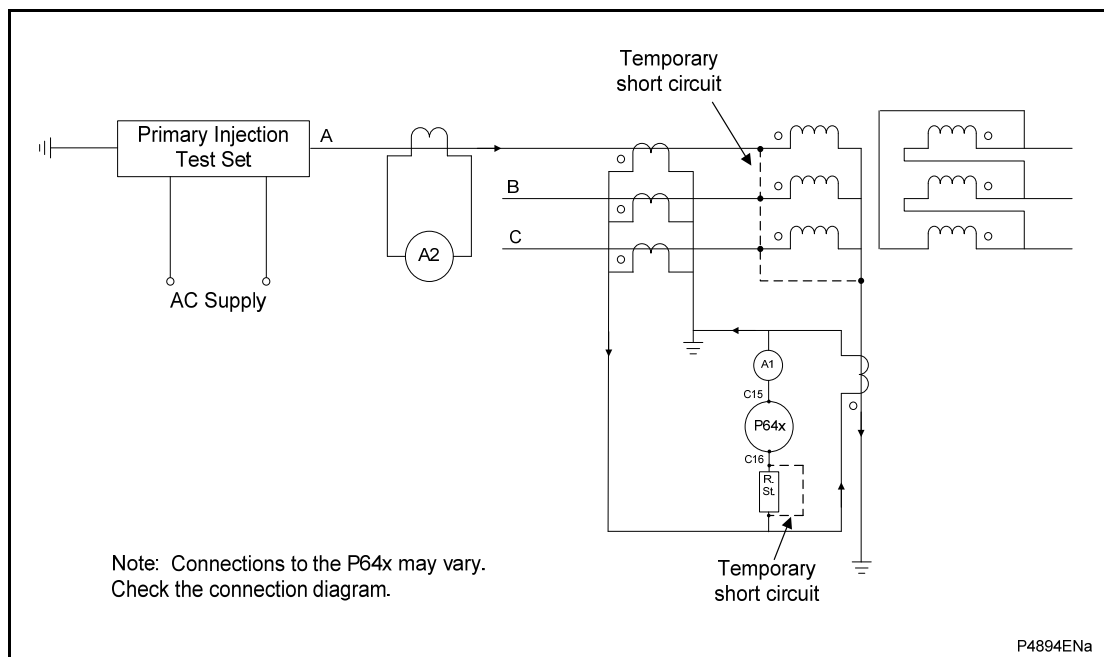 Temporary
short circuit
Primary Injection
Test Set
A
B
C
A2
AC Supply
A1
C15
P64x
C16
R.
St.
Temporary
short circuit
Note: Connections to the P64x may vary.
Check the connection diagram.
P4894ENa